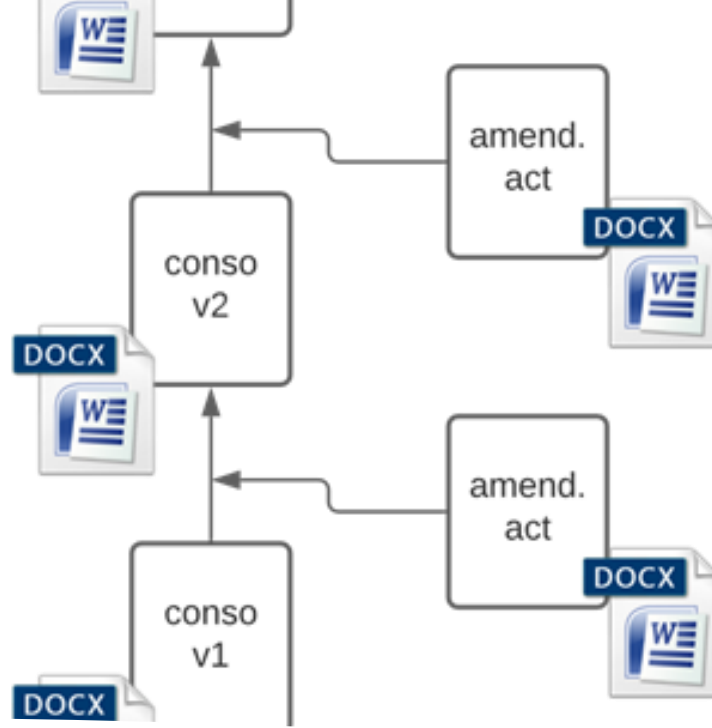 W
amend.
act
DOCX
W
conso
v2
DOCX
W
amend.
act
DOCX
W
conso
v1
DOCX